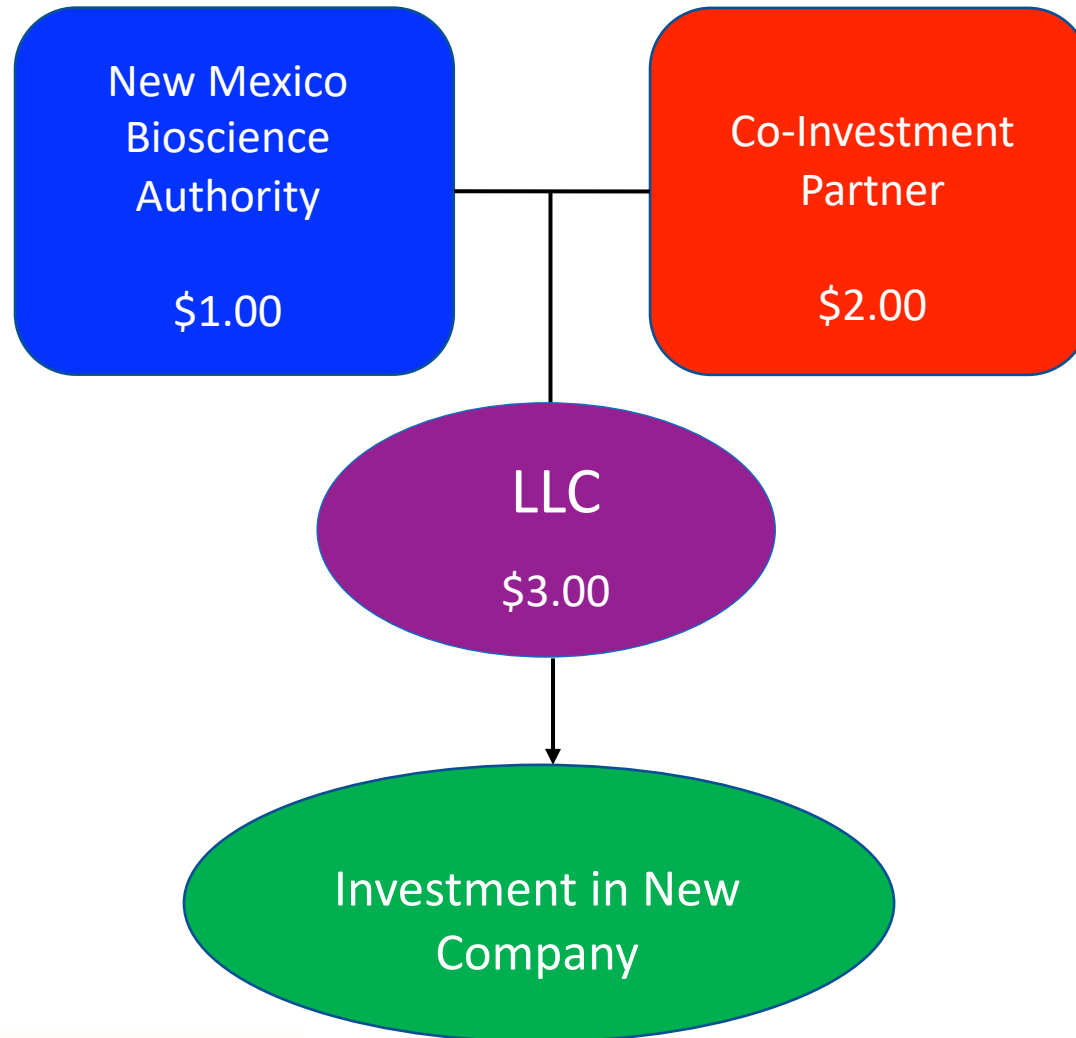 New Mexico
Bioscience
Authority
$1.00
Co-Investment
Partner
$2.00
LLC
$3.00
Investment in New
Company